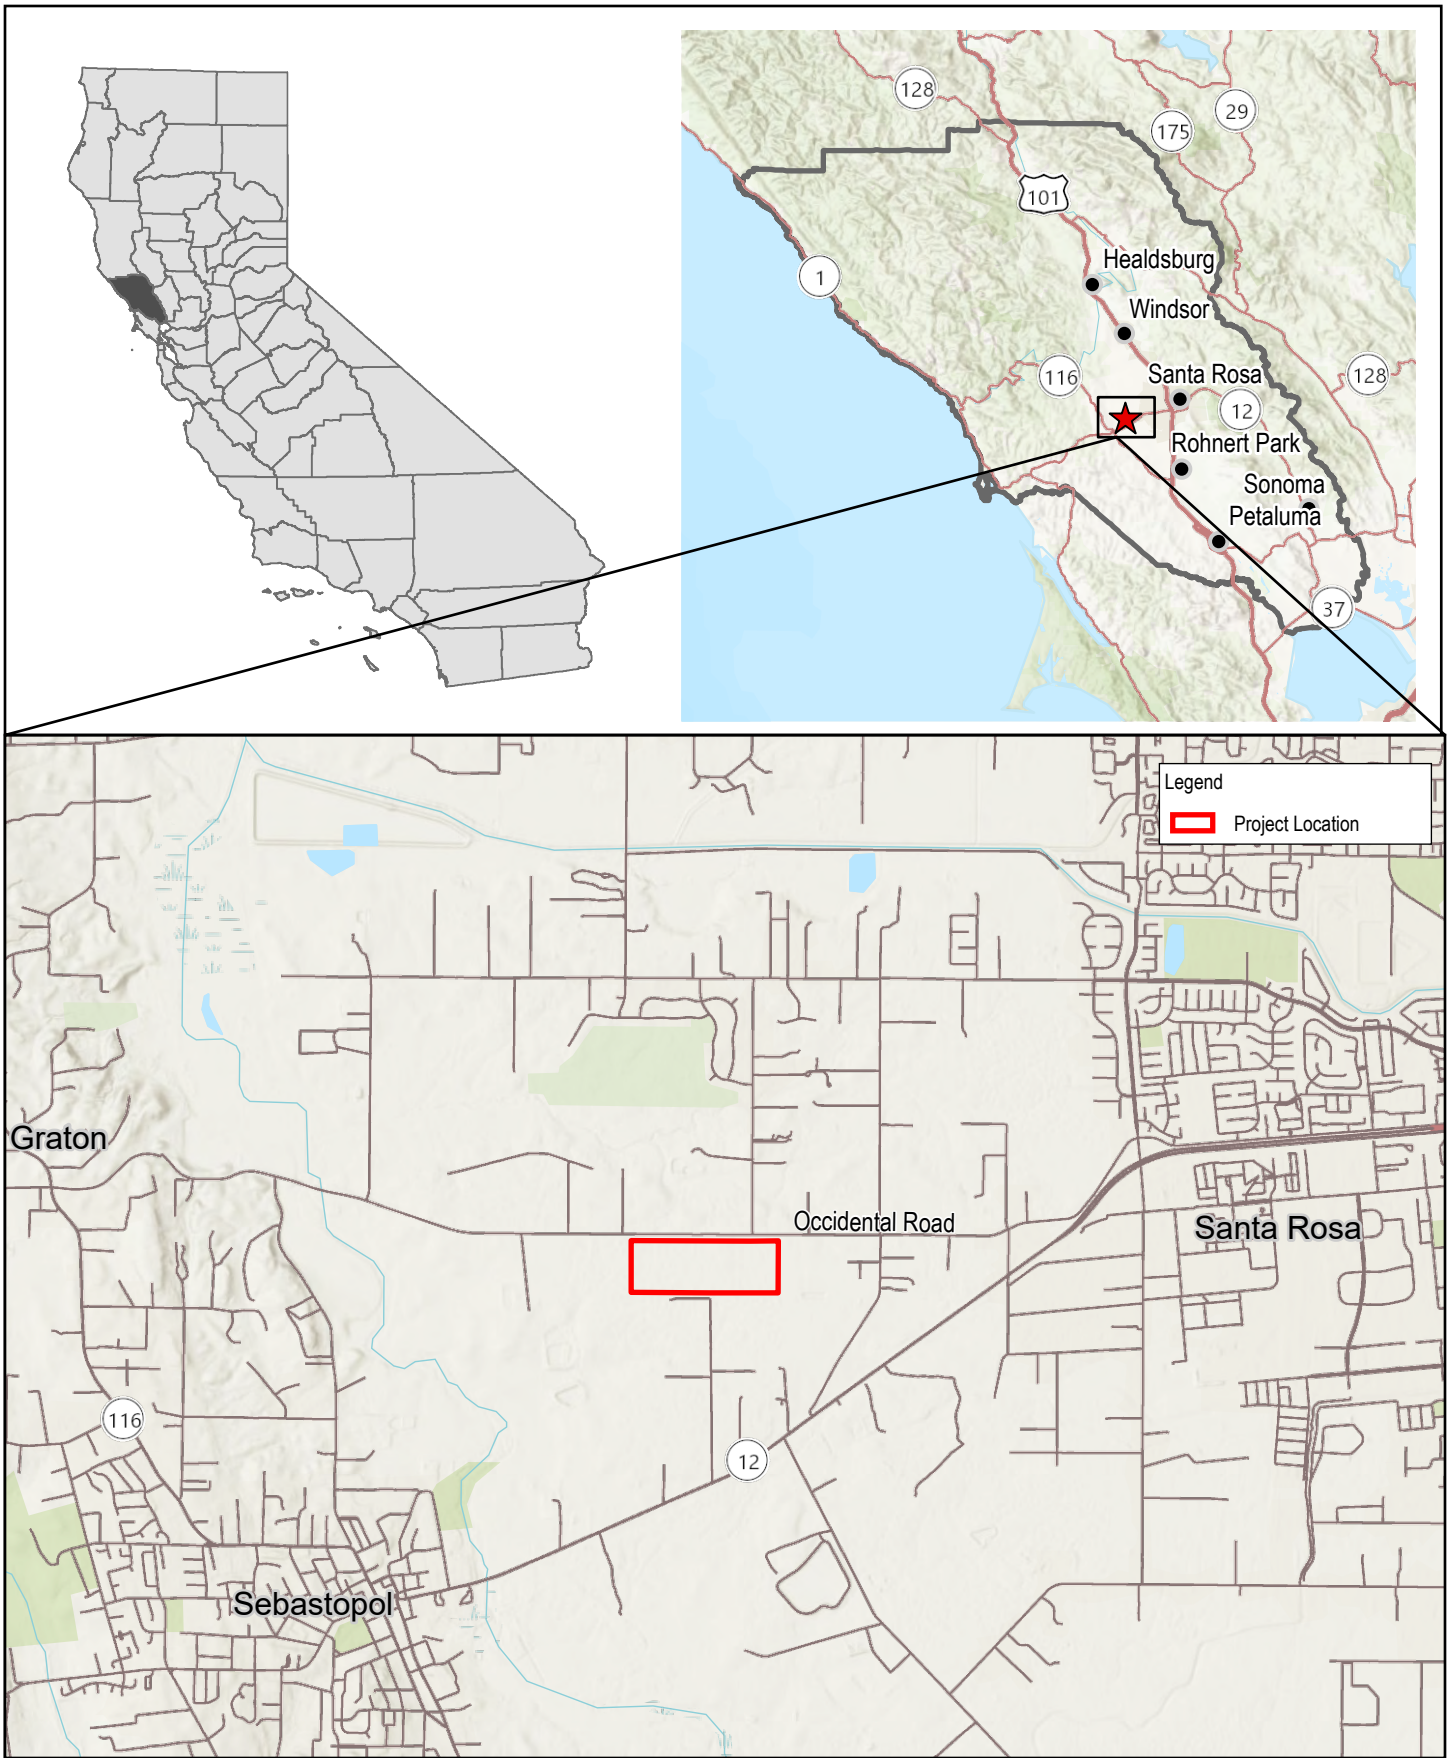 128
29
175
101
Healdsburg
1
Windsor
116
Santa Rosa
128
12
Rohnert Park
Sonoma
Petaluma
37
Legend
Project Location
Graton
Occidental Road
Santa Rosa
116
12
Sebastopol